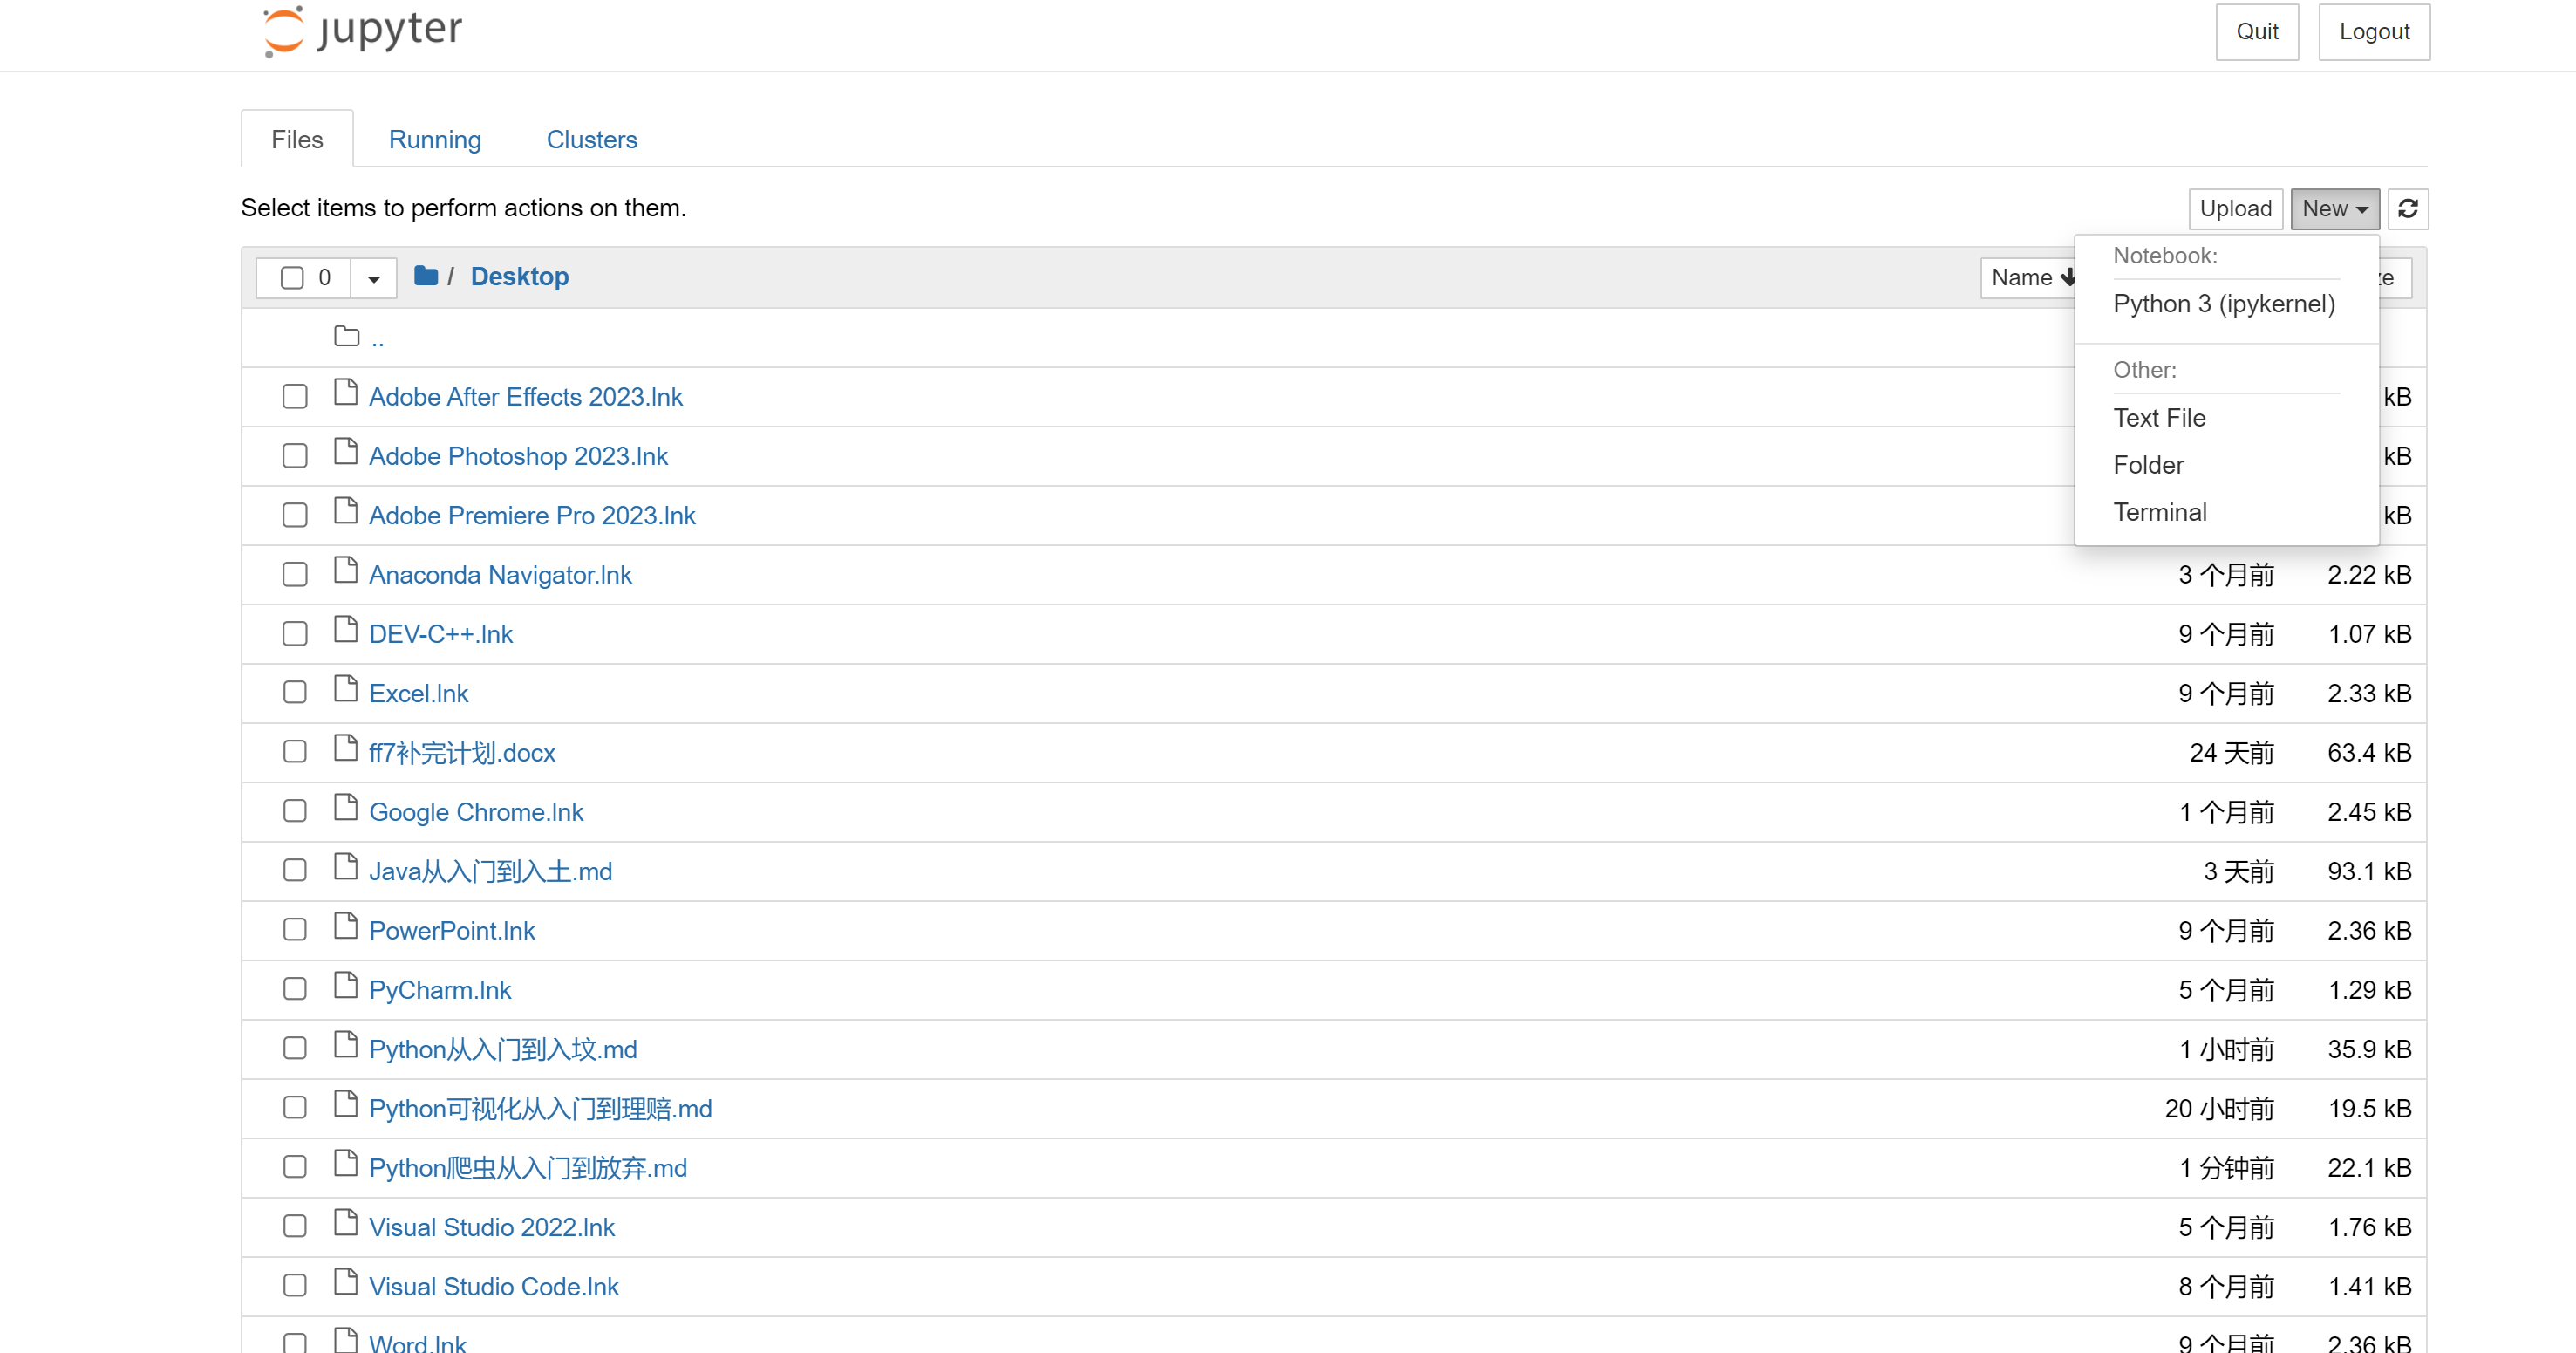 jupyter
Quit
Logout
Files
Running
Clusters
Select items to perform actions on them.
Upload
New
0
/ Desktop
Name
Notebook:
Python 3 (ipykernel)
Other:
Text File
Folder
Terminal
..
Adobe After Effects 2023.lnk kB
Adobe Photoshop 2023.lnk kB
Adobe Premiere Pro 2023.lnk kB
Anaconda Navigator.lnk 3 个月前 2.22 kB
DEV-C++.lnk 9 个月前 1.07 kB
Excel.lnk 9 个月前 2.33 kB
ff7补完计划.docx 24 天前 63.4 kB
Google Chrome.lnk 1 个月前 2.45 kB
Java从入门到入土.md 3 天前 93.1 kB
PowerPoint.lnk 9 个月前 2.36 kB
PyCharm.lnk 5 个月前 1.29 kB
Python从入门到入坟.md 1 小时前 35.9 kB
Python可视化从入门到理赔.md 20 小时前 19.5 kB
Python爬虫从入门到放弃.md 1 分钟前 22.1 kB
Visual Studio 2022.lnk 5 个月前 1.76 kB
Visual Studio Code.lnk 8 个月前 1.41 kB
Word.lnk 9 个月前 2.36 kB